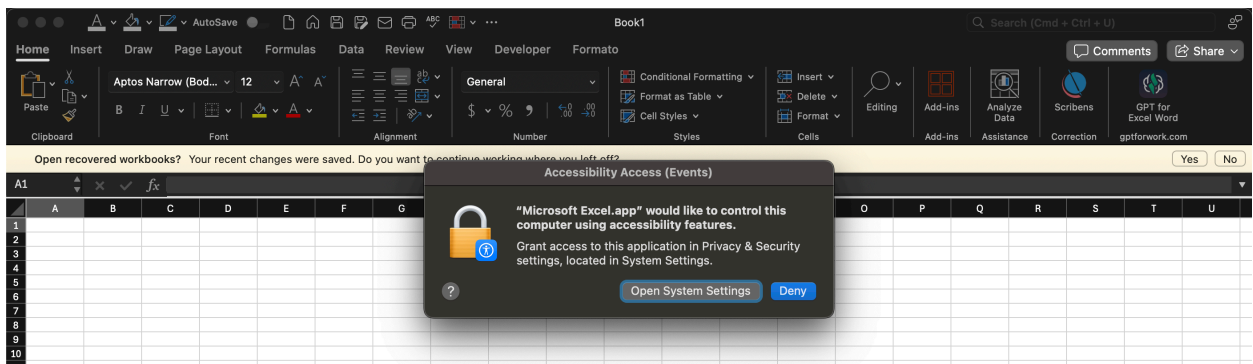 AutoSave
ABC
Book1
Search (Cmd + Ctrl + U)
Home Insert Draw Page Layout Formulas Data Review View Developer Formato
Comments Share
Paste
Clipboard
Aptos Narrow (Bod... 12 A A
B I U A
Font
ab
Alignment
General
$ % 9 .00
Number
Conditional Formatting
Format as Table
Cell Styles
Styles
Insert
Delete
Format
Cells
Editing
Add-ins
Add-ins
Analyze
Data
Assistance
Scribens
Correction
GPT for
Excel Word
gptforwork.com
Open recovered workbooks? Your recent changes were saved. Do you want to continue working where you left off?
Yes No
A1 fx
A B C D E F G O P Q R S T U
1
2
3
4
5
6
7
8
9
10
Accessibility Access (Events)
“Microsoft Excel.app” would like to control this
computer using accessibility features.
Grant access to this application in Privacy & Security
settings, located in System Settings.
? Open System Settings Deny